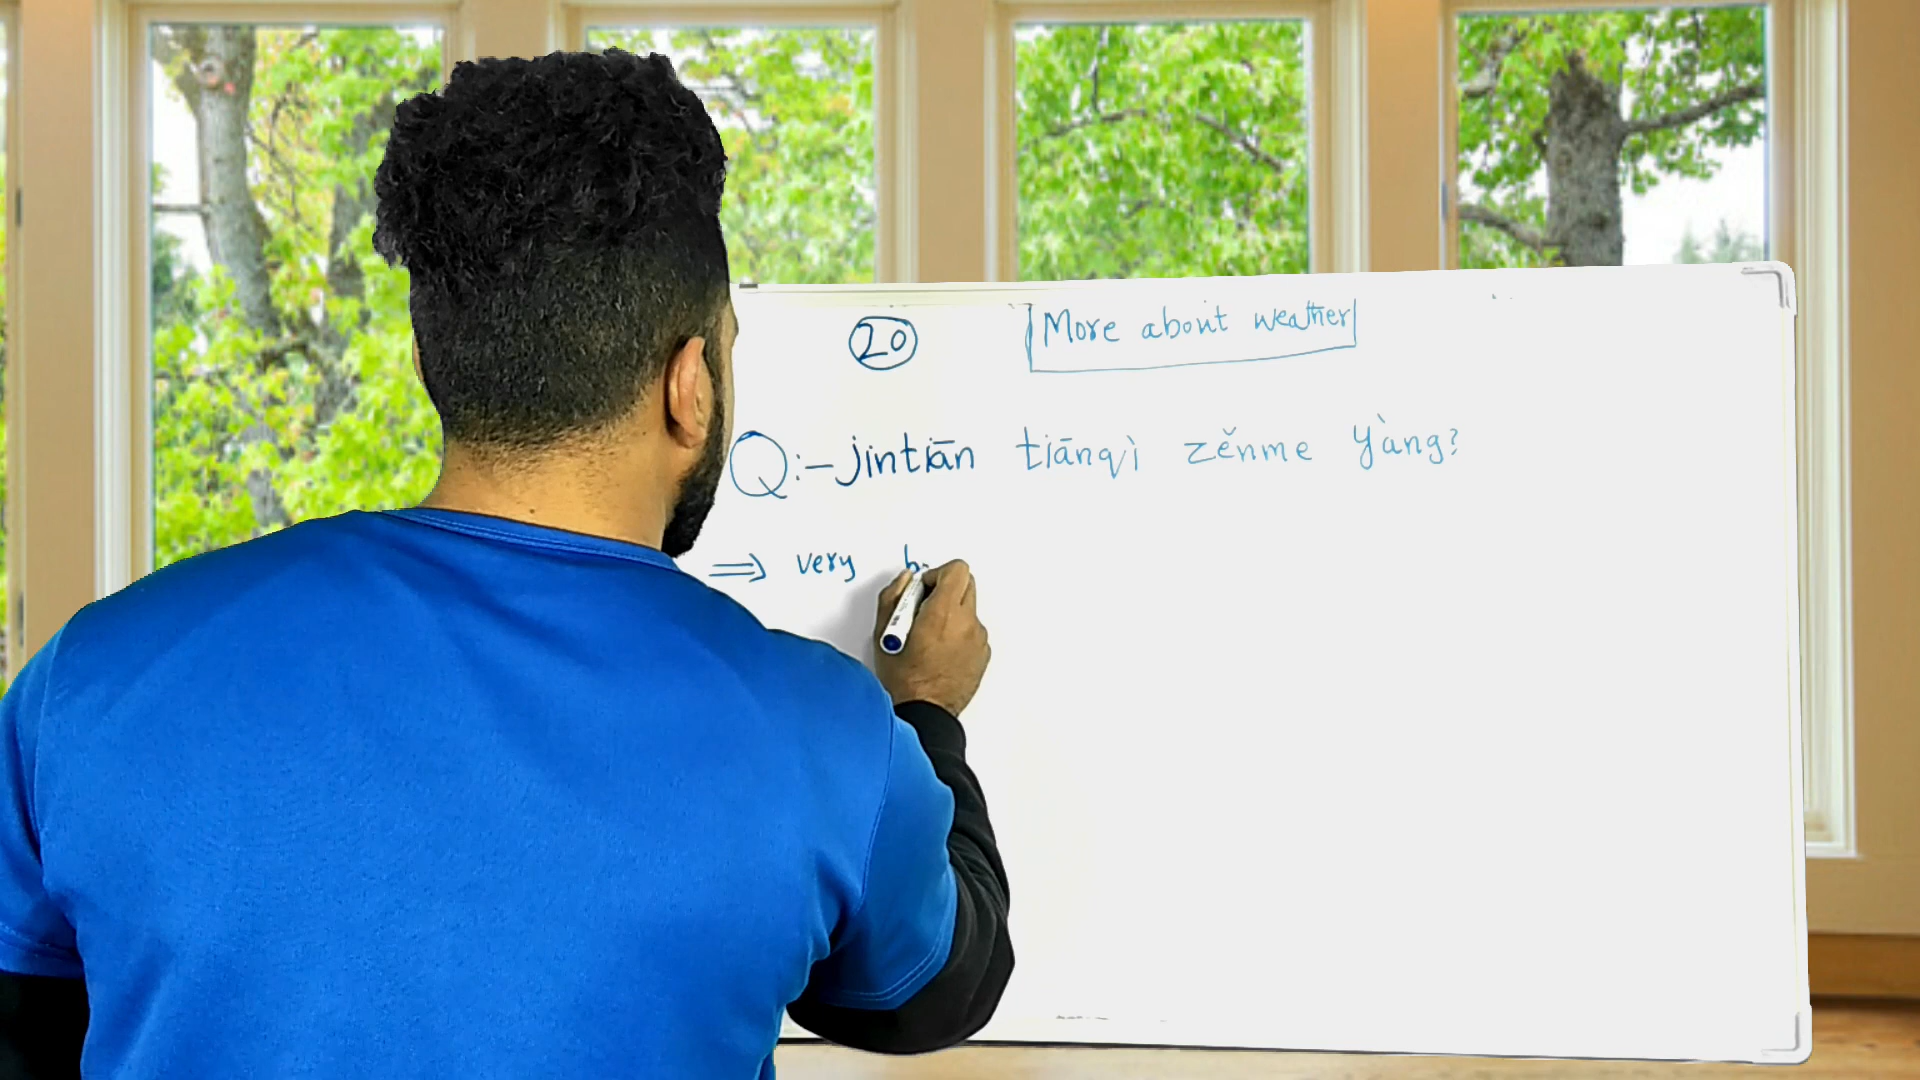 20
More about weather
Q:- jintiān tiānqì zěnme yàng?
⇒ very